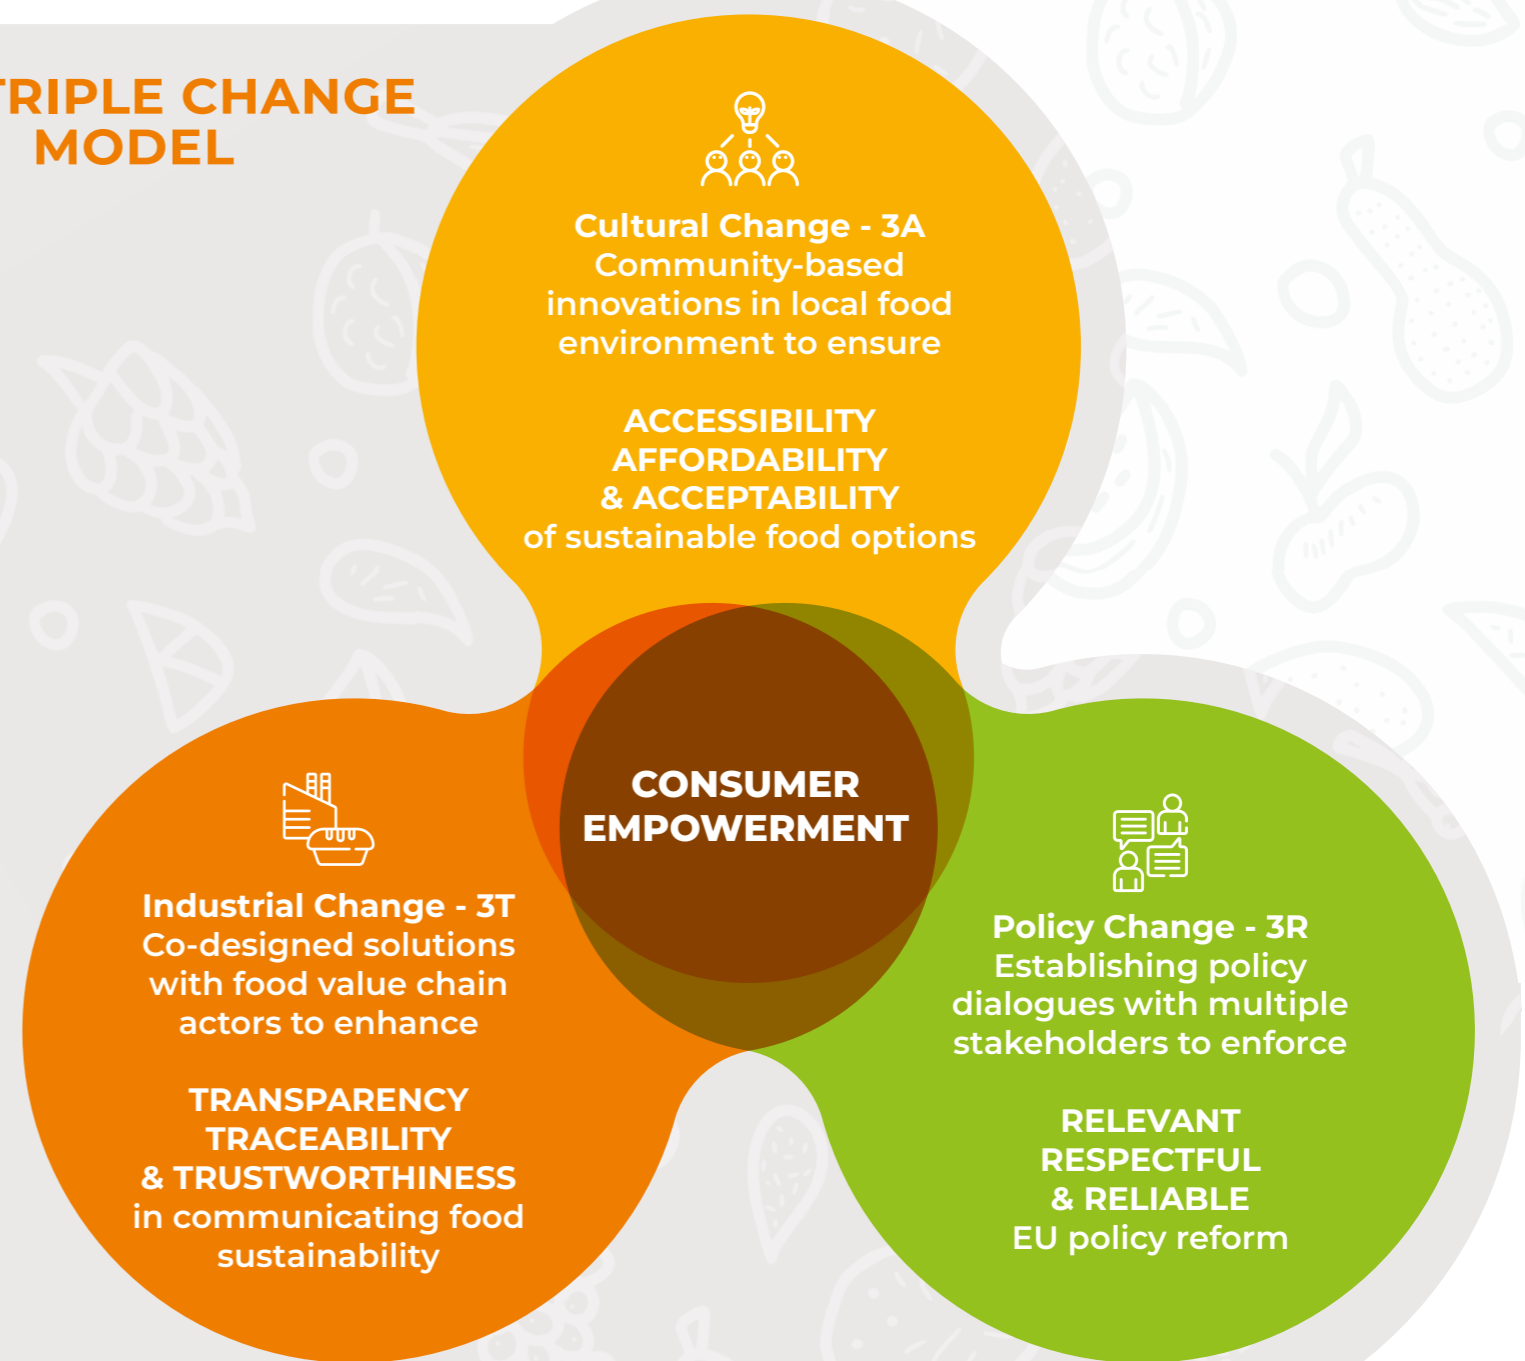 TRIPLE CHANGE
MODEL
Cultural Change - 3A
Community-based
innovations in local food
environment to ensure
ACCESSIBILITY
AFFORDABILITY
& ACCEPTABILITY
of sustainable food options
CONSUMER
EMPOWERMENT
Industrial Change - 3T
Co-designed solutions
with food value chain
actors to enhance
TRANSPARENCY
TRACEABILITY
& TRUSTWORTHINESS
in communicating food
sustainability
Policy Change - 3R
Establishing policy
dialogues with multiple
stakeholders to enforce
RELEVANT
RESPECTFUL
& RELIABLE
EU policy reform